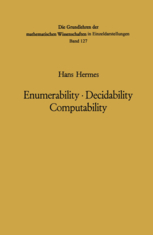 Die Grundlehren der
mathematischen Wissenschaften in Einzeldarstellungen
Band 127
Hans Hermes
Enumerability · Decidability
Computability